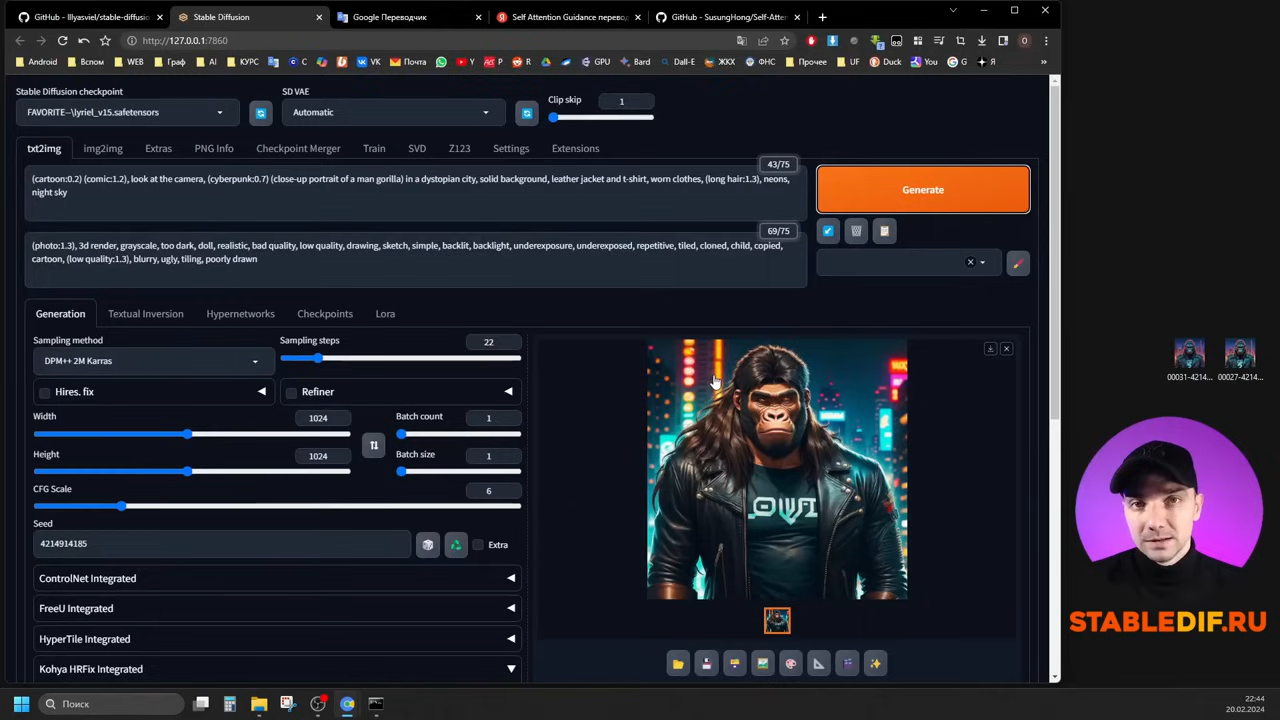 GitHub - Illyasviel/stable-diffusio
Stable Diffusion
Google Переводчик
Self Attention Guidance перевод
GitHub - SusungHong/Self-Atten
http://127.0.0.1:7860
Android
Вспом
WEB
Граф
AI
КУРС
G
C
VK
Почта
P
R
GPU
Bard
Dall-E
ЖКХ
ФНС
Прочее
UF
Duck
You
G
Я
»
Stable Diffusion checkpoint
SD VAE
Clip skip
1
FAVORITE--\lyriel_v15.safetensors
Automatic
txt2img
img2img
Extras
PNG Info
Checkpoint Merger
Train
SVD
Z123
Settings
Extensions
43/75
(cartoon:0.2) (comic:1.2), look at the camera, (cyberpunk:0.7) (close-up portrait of a man gorilla) in a dystopian city, solid background, leather jacket and t-shirt, worn clothes, (long hair:1.3), neons,
night sky
Generate
69/75
(photo:1.3), 3d render, grayscale, too dark, doll, realistic, bad quality, low quality, drawing, sketch, simple, backlit, backlight, underexposure, underexposed, repetitive, tiled, cloned, child, copied,
cartoon, (low quality:1.3), blurry, ugly, tiling, poorly drawn
Generation
Textual Inversion
Hypernetworks
Checkpoints
Lora
Sampling method
Sampling steps
22
DPM++ 2M Karras
Hires. fix
Refiner
Width
1024
Batch count
1
Height
1024
Batch size
1
CFG Scale
6
Seed
4214914185
Extra
ControlNet Integrated
FreeU Integrated
HyperTile Integrated
Kohya HRFix Integrated
00031-4214...
00027-4214...
STABLEDIF.RU
Поиск
22:44
20.02.2024